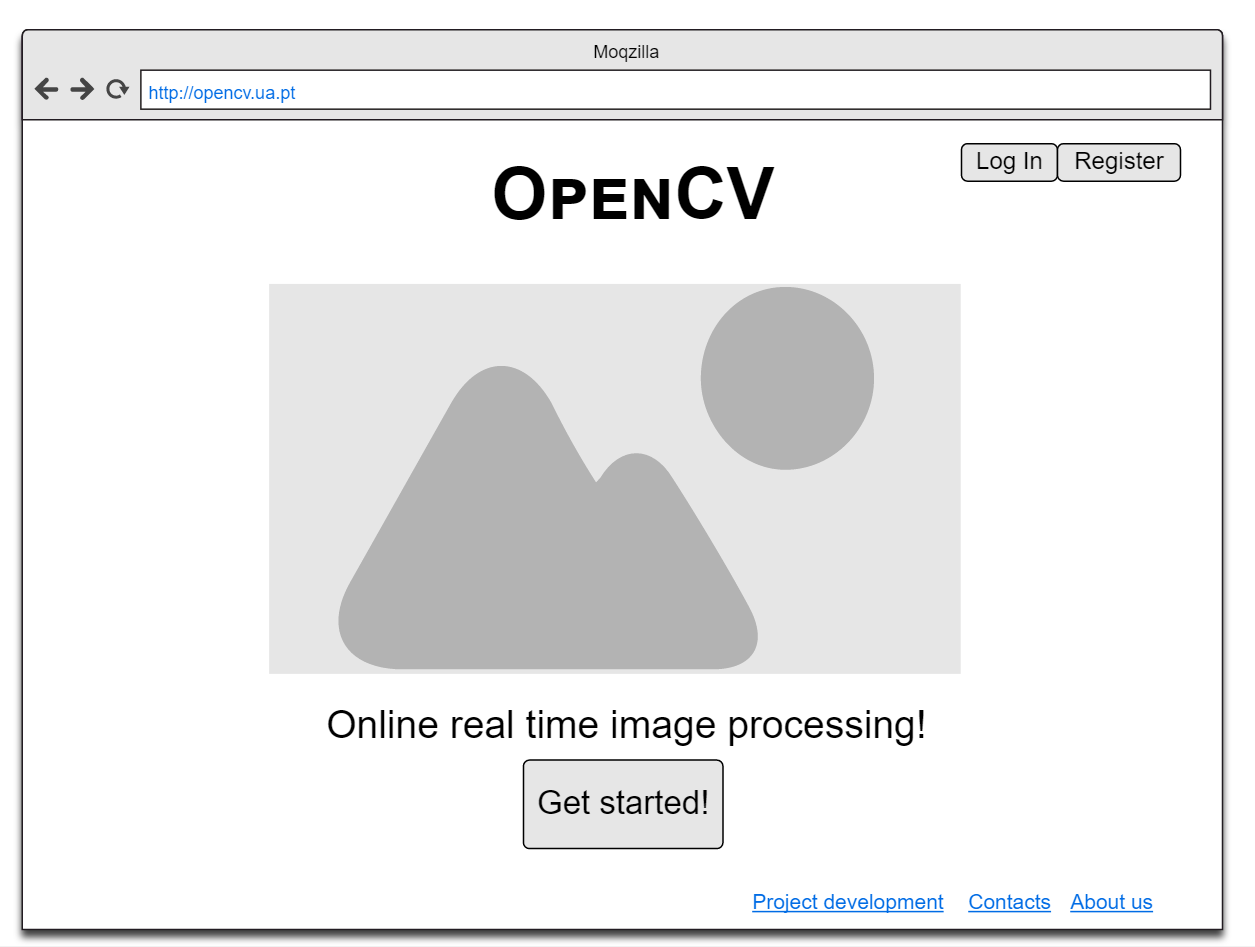 Moqzilla
http://opencv.ua.pt
Log In Register
OpenCV
Online real time image processing!
Get started!
Project development Contacts About us